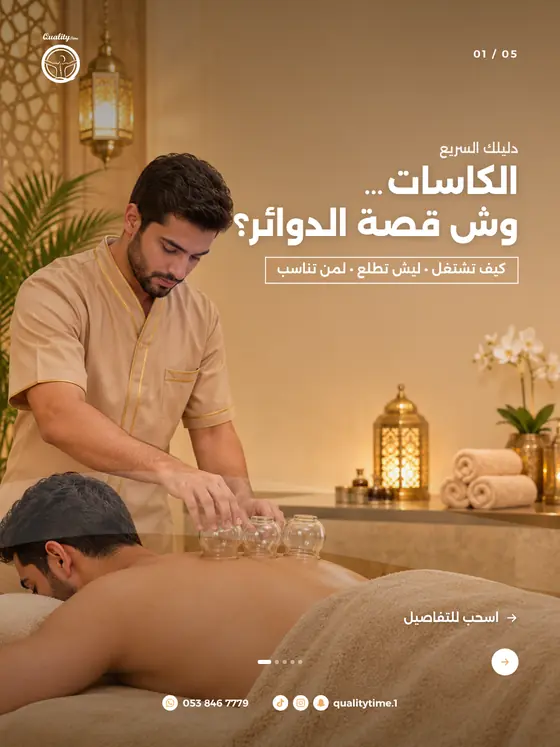 Quality time
01 / 05
دليلك السريع
الكاسات...
وش قصة الدوائر؟
كيف تشتغل • ليش تطلع • لمن تناسب
اسحب للتفاصيل →
053 846 7779
qualitytime.1